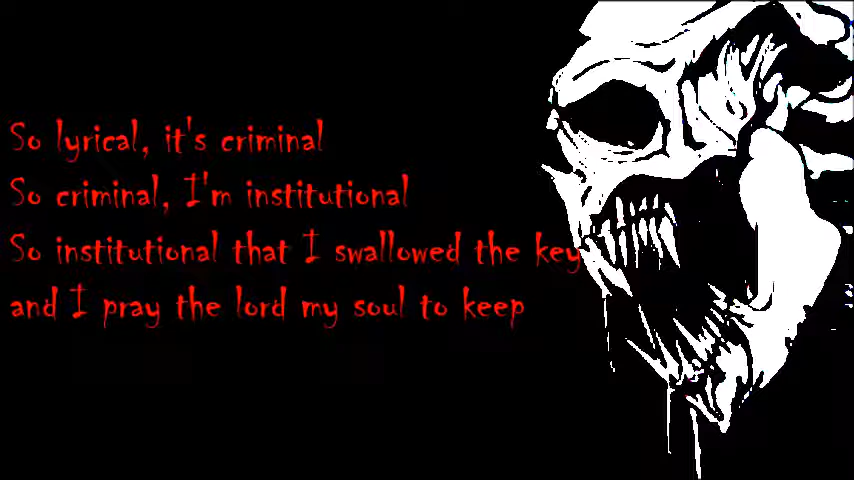 So lyrical, it's criminal
So criminal, I'm institutional
So institutional that I swallowed the key
and I pray the lord my soul to keep